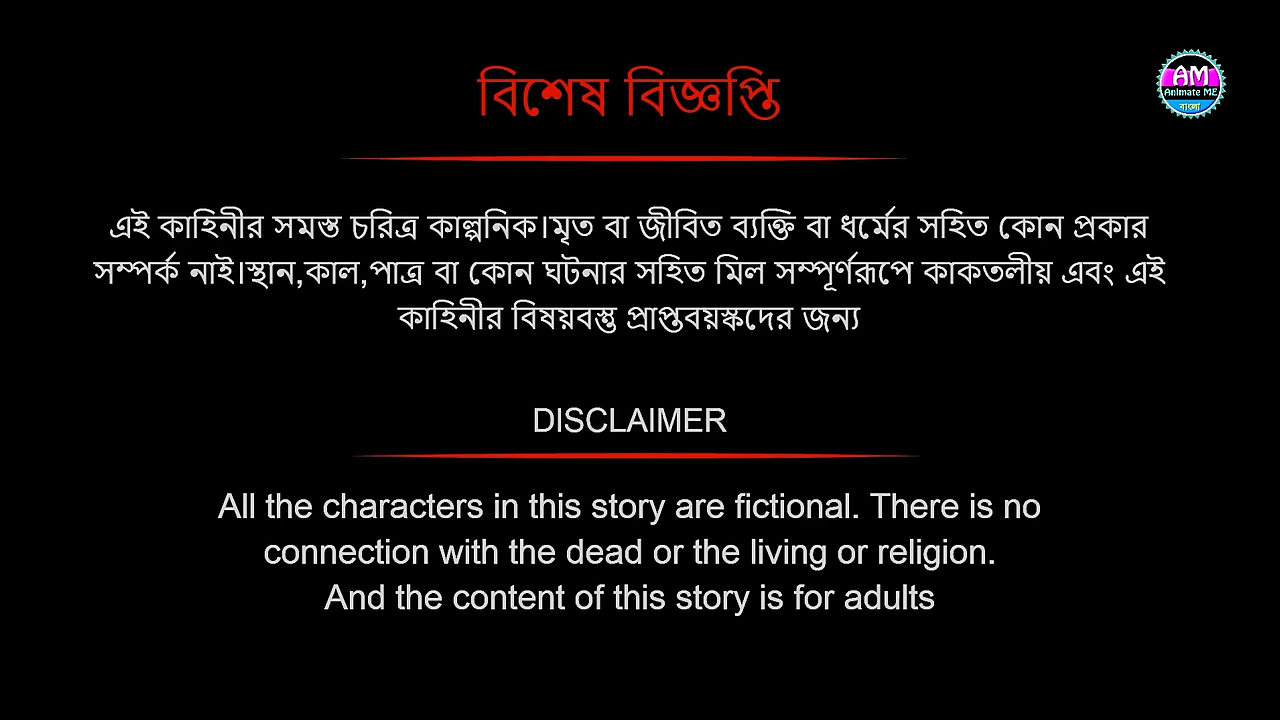 বিশেষ বিজ্ঞপ্তি
AM
Animate ME
বাংলা
এই কাহিনীর সমস্ত চরিত্র কাল্পনিক।মৃত বা জীবিত ব্যক্তি বা ধর্মের সহিত কোন প্রকার
সম্পর্ক নাই।স্থান,কাল,পাত্র বা কোন ঘটনার সহিত মিল সম্পূর্ণরূপে কাকতলীয় এবং এই
কাহিনীর বিষয়বস্তু প্রাপ্তবয়স্কদের জন্য
DISCLAIMER
All the characters in this story are fictional. There is no
connection with the dead or the living or religion.
And the content of this story is for adults